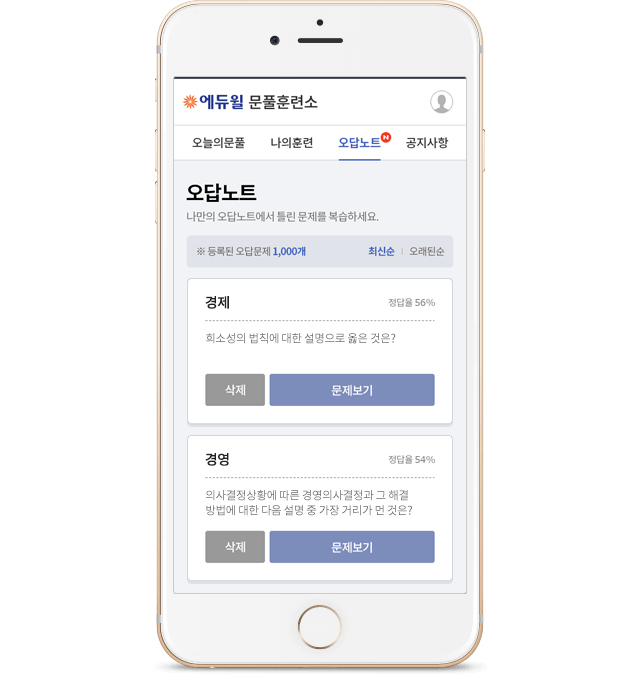 에듀윌 문풀훈련소
오늘의문풀 나의훈련 오답노트 N 공지사항
오답노트
나만의 오답노트에서 틀린 문제를 복습하세요.
※ 등록된 오답문제 1,000개 최신순 | 오래된순
경제 정답율 56%
희소성의 법칙에 대한 설명으로 옳은 것은?
삭제 문제보기
경영 정답율 54%
의사결정상황에 따른 경영의사결정과 그 해결
방법에 대한 다음 설명 중 가장 거리가 먼 것은?
삭제 문제보기